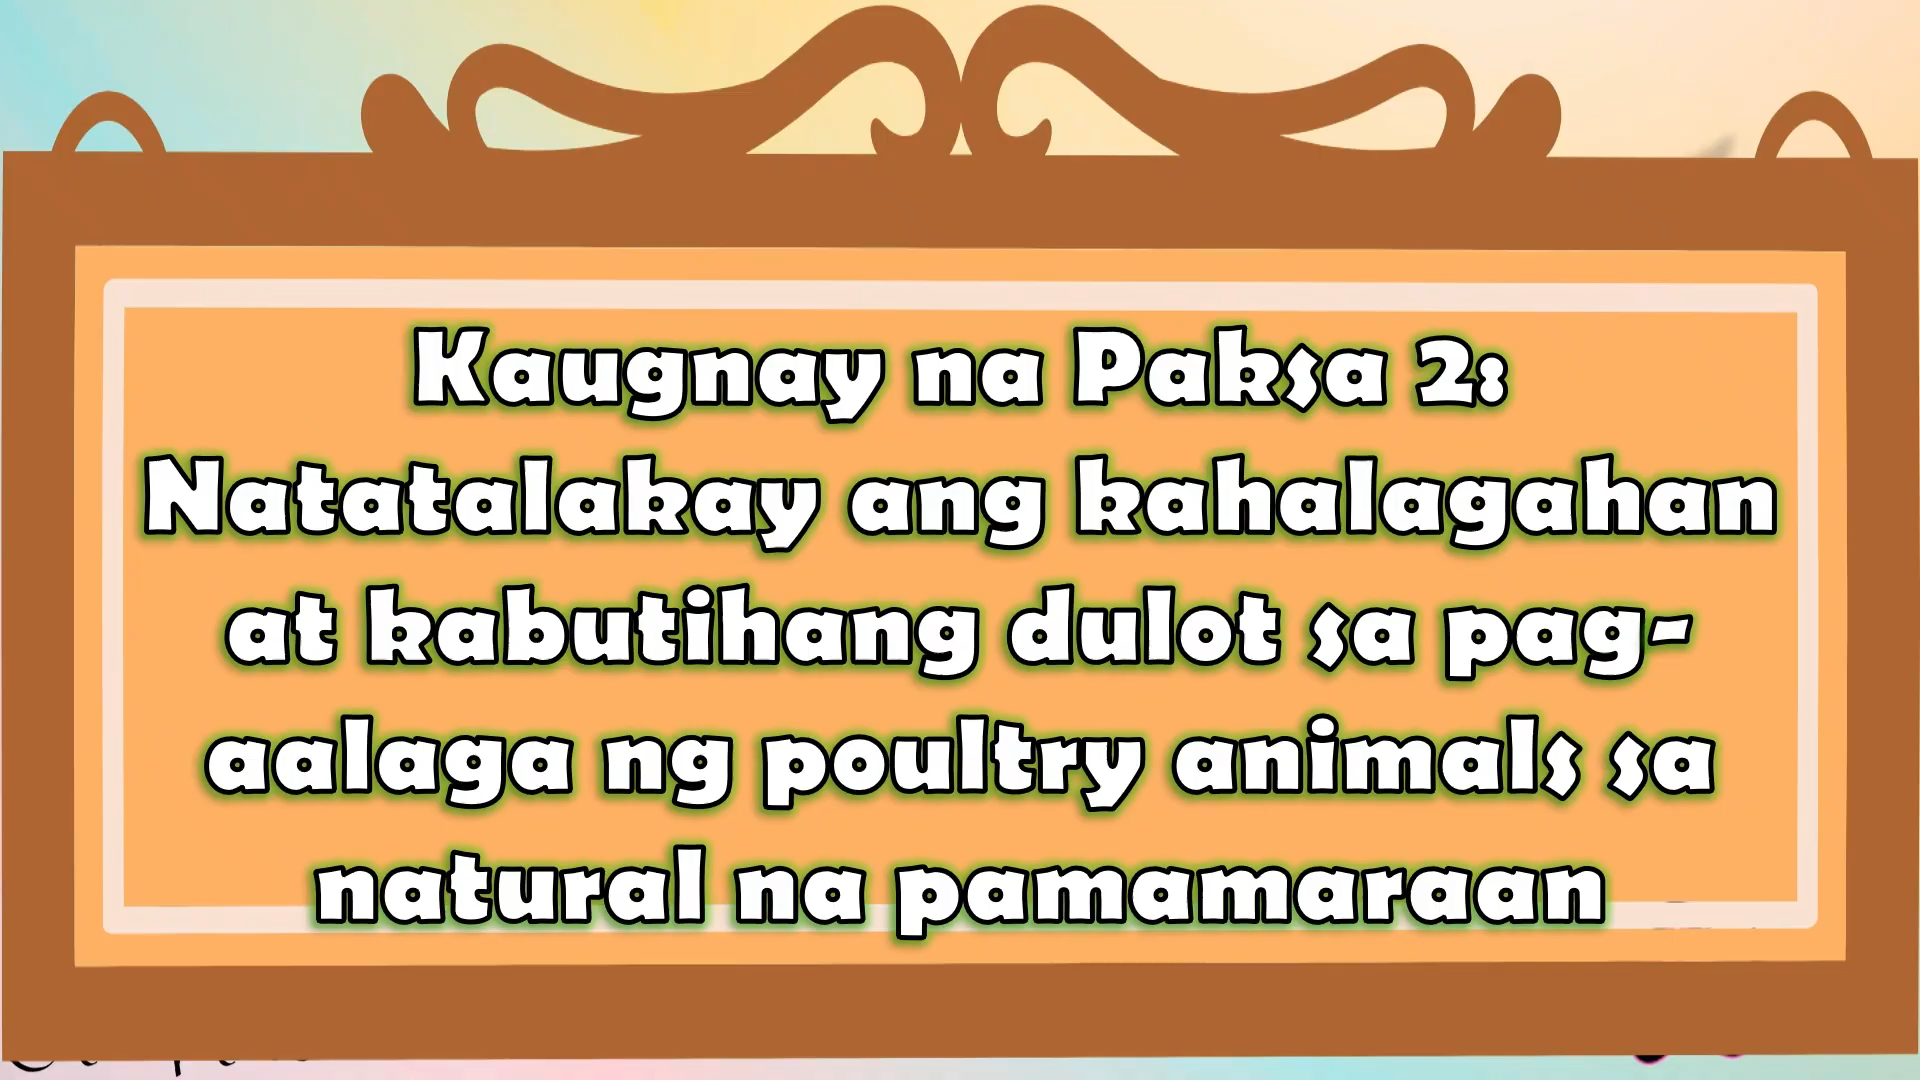 Kaugnay na Paksa 2:
Natatalakay ang kahalagahan
at kabutihang dulot sa pag-
aalaga ng poultry animals sa
natural na pamamaraan